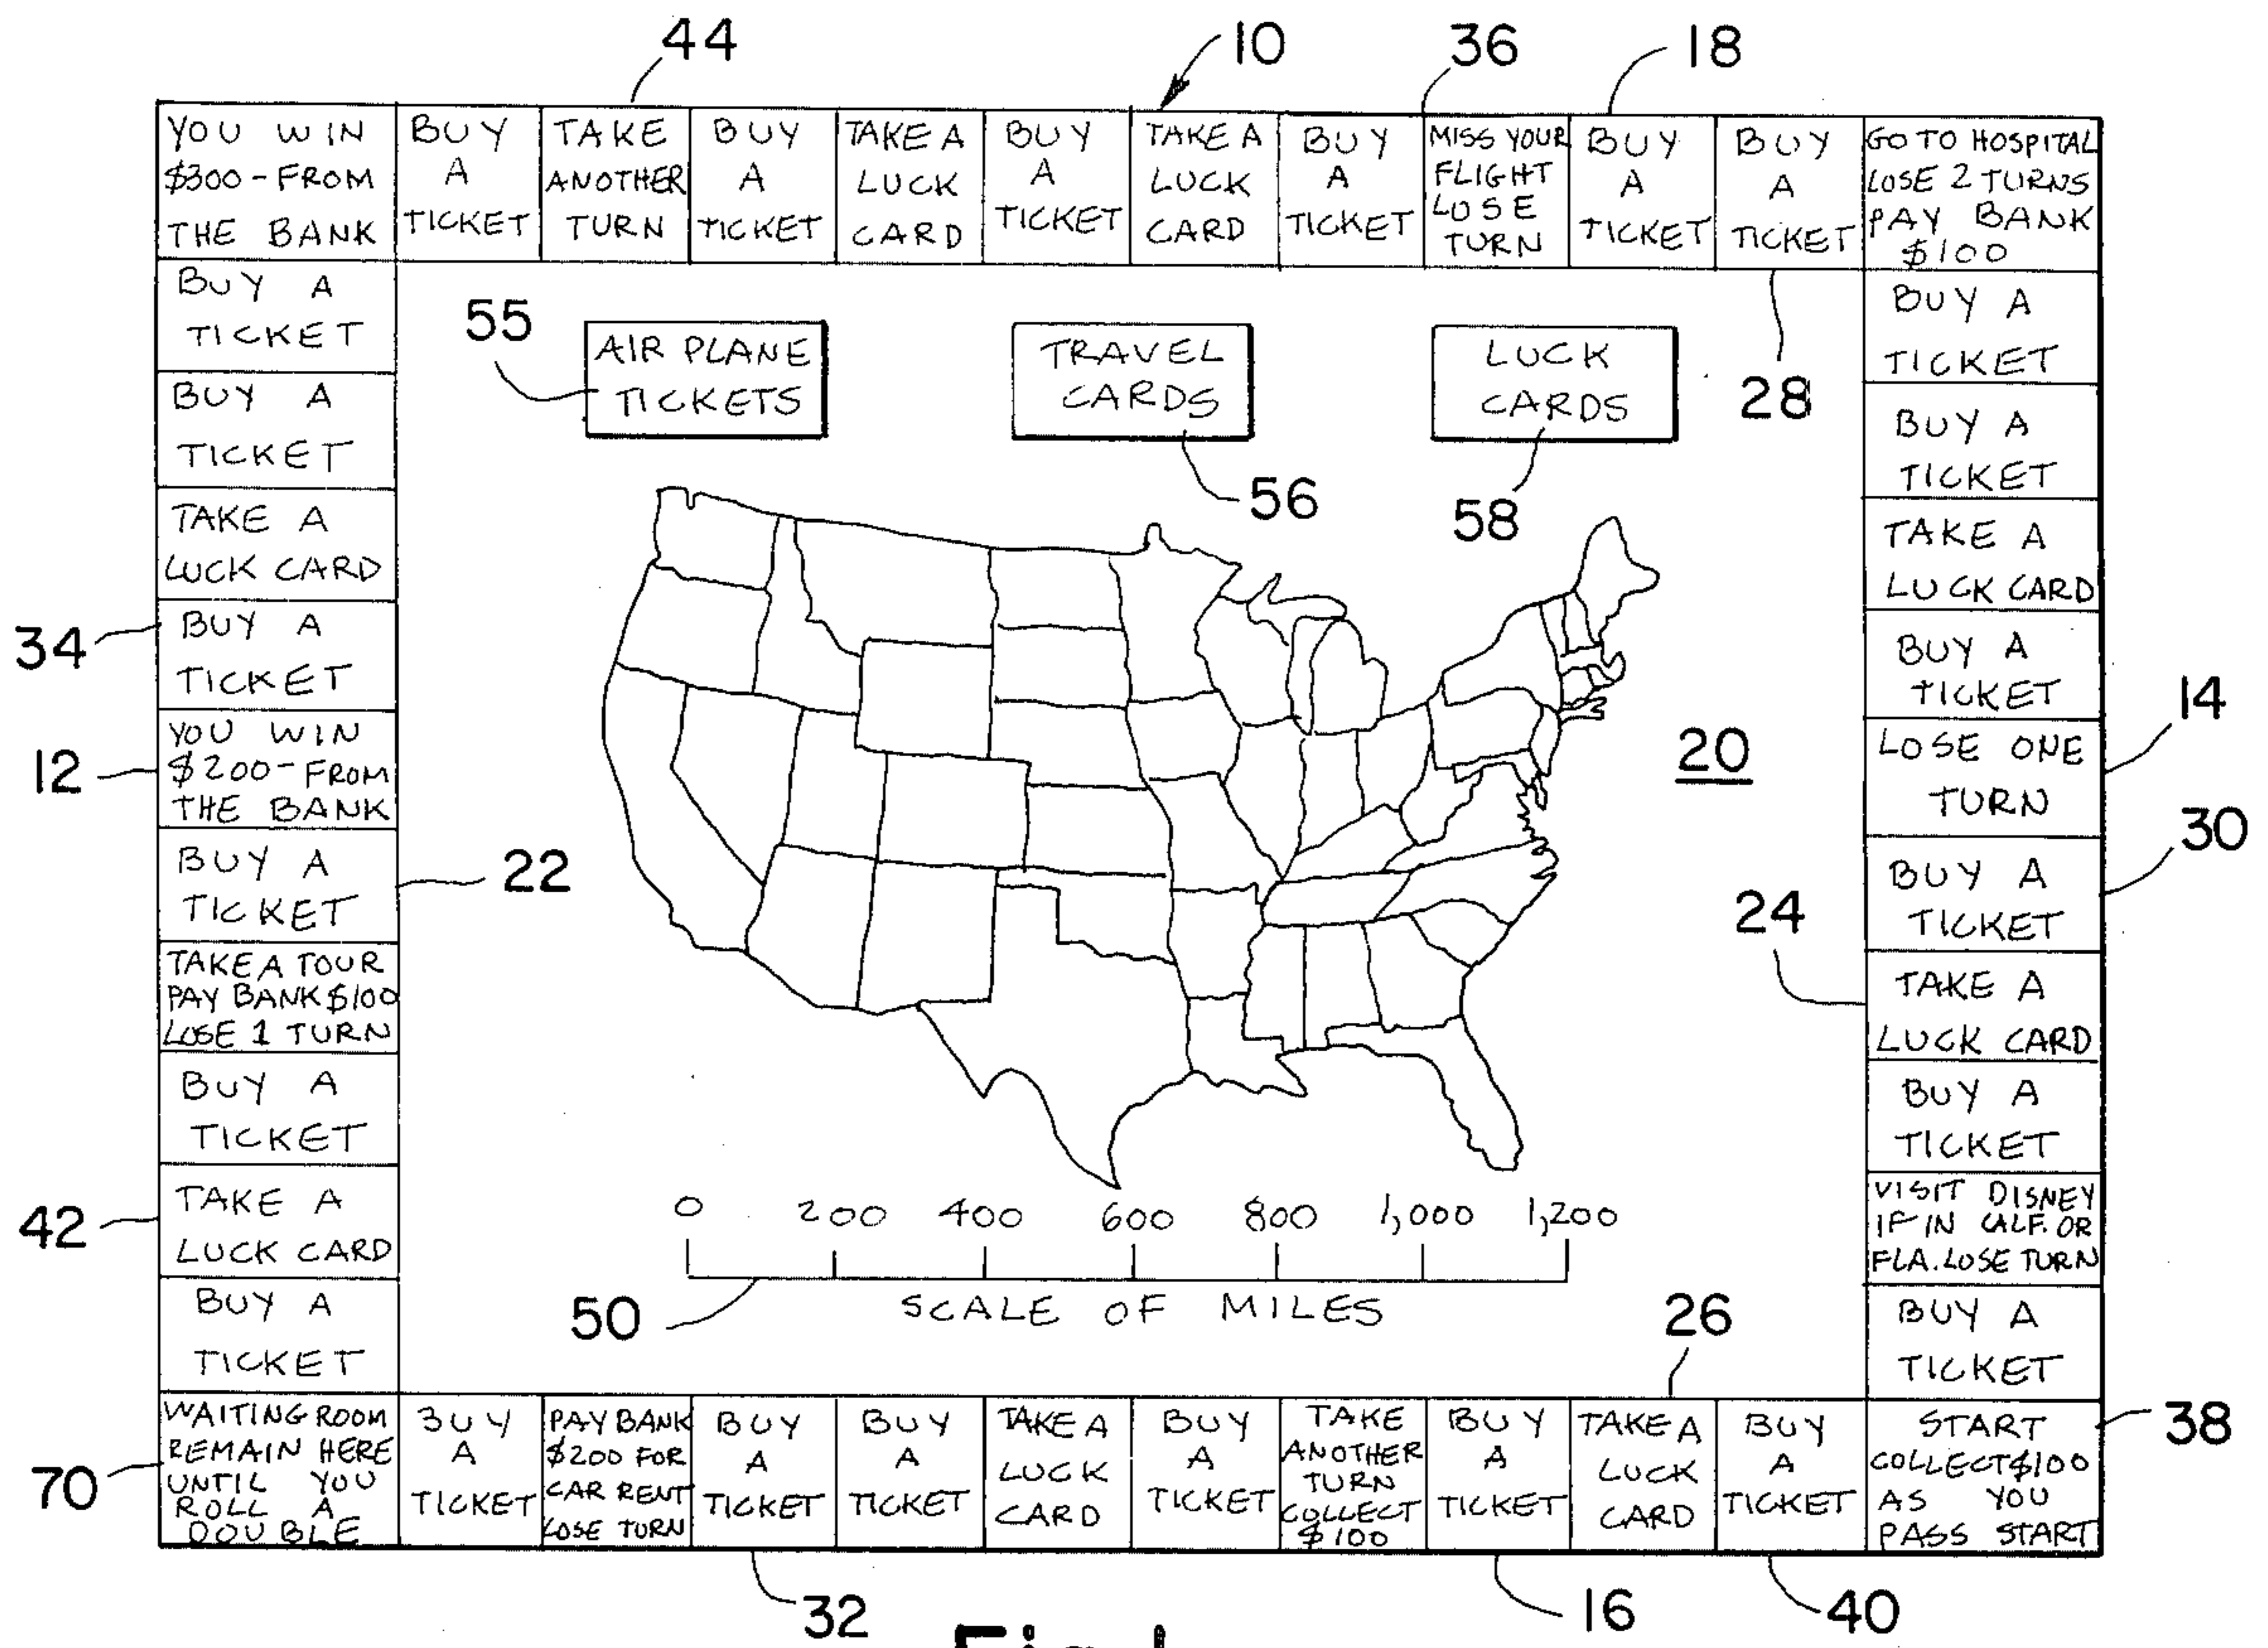 44
10
36
18
YOU WIN
$300-FROM
THE BANK
BUY
A
TICKET
TAKE
ANOTHER
TURN
BUY
A
TICKET
TAKE A
LUCK
CARD
BUY
A
TICKET
TAKE A
LUCK
CARD
BUY
A
TICKET
MISS YOUR
FLIGHT
LOSE
TURN
BUY
A
TICKET
BUY
A
TICKET
GO TO HOSPITAL
LOSE 2 TURNS
PAY BANK
$100
BUY A
TICKET
BUY A
TICKET
TAKE A
LUCK CARD
34
BUY A
TICKET
12
YOU WIN
$200-FROM
THE BANK
BUY A
TICKET
22
TAKE A TOUR
PAY BANK $100
LOSE 1 TURN
BUY A
TICKET
42
TAKE A
LUCK CARD
BUY A
TICKET
55
AIR PLANE
TICKETS
TRAVEL
CARDS
56
LUCK
CARDS
58
28
20
24
0 200 400 600 800 1,000 1,200
50
SCALE OF MILES
26
BUY A
TICKET
BUY A
TICKET
TAKE A
LUCK CARD
BUY A
TICKET
14
LOSE ONE
TURN
30
BUY A
TICKET
TAKE A
LUCK CARD
BUY A
TICKET
VISIT DISNEY
IF IN CALF. OR
FLA. LOSE TURN
BUY A
TICKET
70
WAITING ROOM
REMAIN HERE
UNTIL YOU
ROLL A
DOUBLE
BUY
A
TICKET
PAY BANK
$200 FOR
CAR RENT
LOSE TURN
BUY
A
TICKET
BUY
A
TICKET
TAKE A
LUCK
CARD
BUY
A
TICKET
TAKE
ANOTHER
TURN
COLLECT
$100
BUY
A
TICKET
TAKE A
LUCK
CARD
BUY
A
TICKET
START
COLLECT $100
AS YOU
PASS START
38
32
16
40